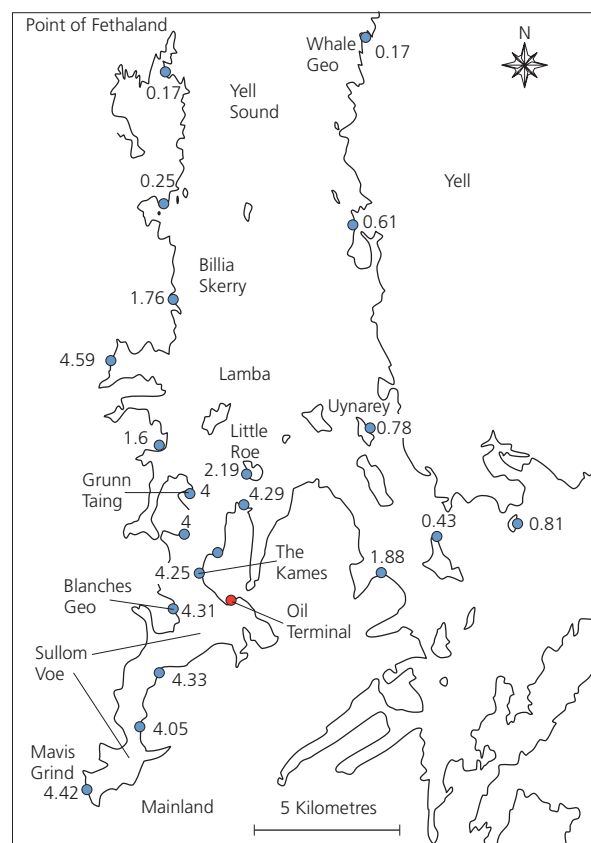 Point of Fethaland
Whale
Geo
N
0.17
0.17
Yell
Sound
Yell
0.25
0.61
Billia
Skerry
1.76
4.59
Lamba
Uynarey
0.78
1.6
Little
Roe
2.19
Grunn
Taing
4
4.29
4
0.43
0.81
The
Kames
4.25
1.88
Blanches
Geo
4.31
Oil
Terminal
Sullom
Voe
4.33
4.05
Mavis
Grind
4.42
Mainland
5 Kilometres